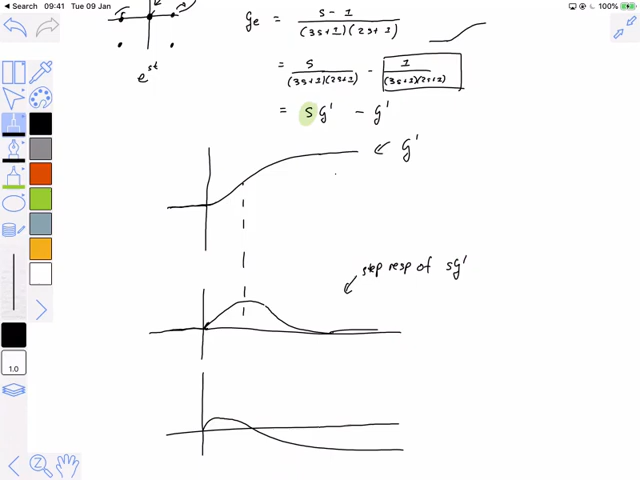 ◀ Search 09:41 Tue 09 Jan
100%
e^st
Ge = s - 1 / (3s+1)(2s+1)
= s / (3s+1)(2s+1) - 1 / (3s+1)(2s+1)
= s G' - G'
G'
step resp of sG'
1.0